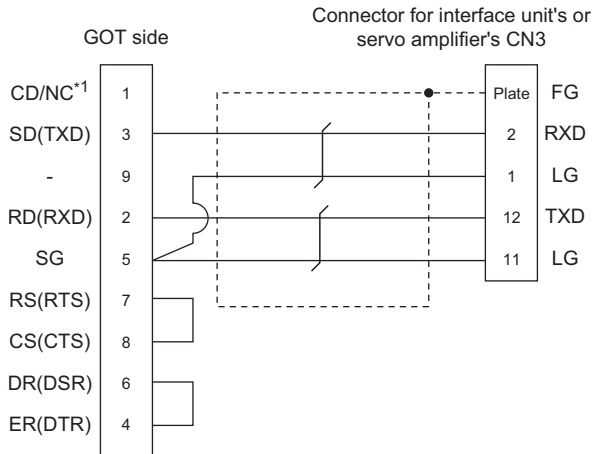 Connector for interface unit's or
servo amplifier's CN3
GOT side
CD/NC*1 1 Plate FG
SD(TXD) 3 2 RXD
- 9 1 LG
RD(RXD) 2 12 TXD
SG 5 11 LG
RS(RTS) 7
CS(CTS) 8
DR(DSR) 6
ER(DTR) 4